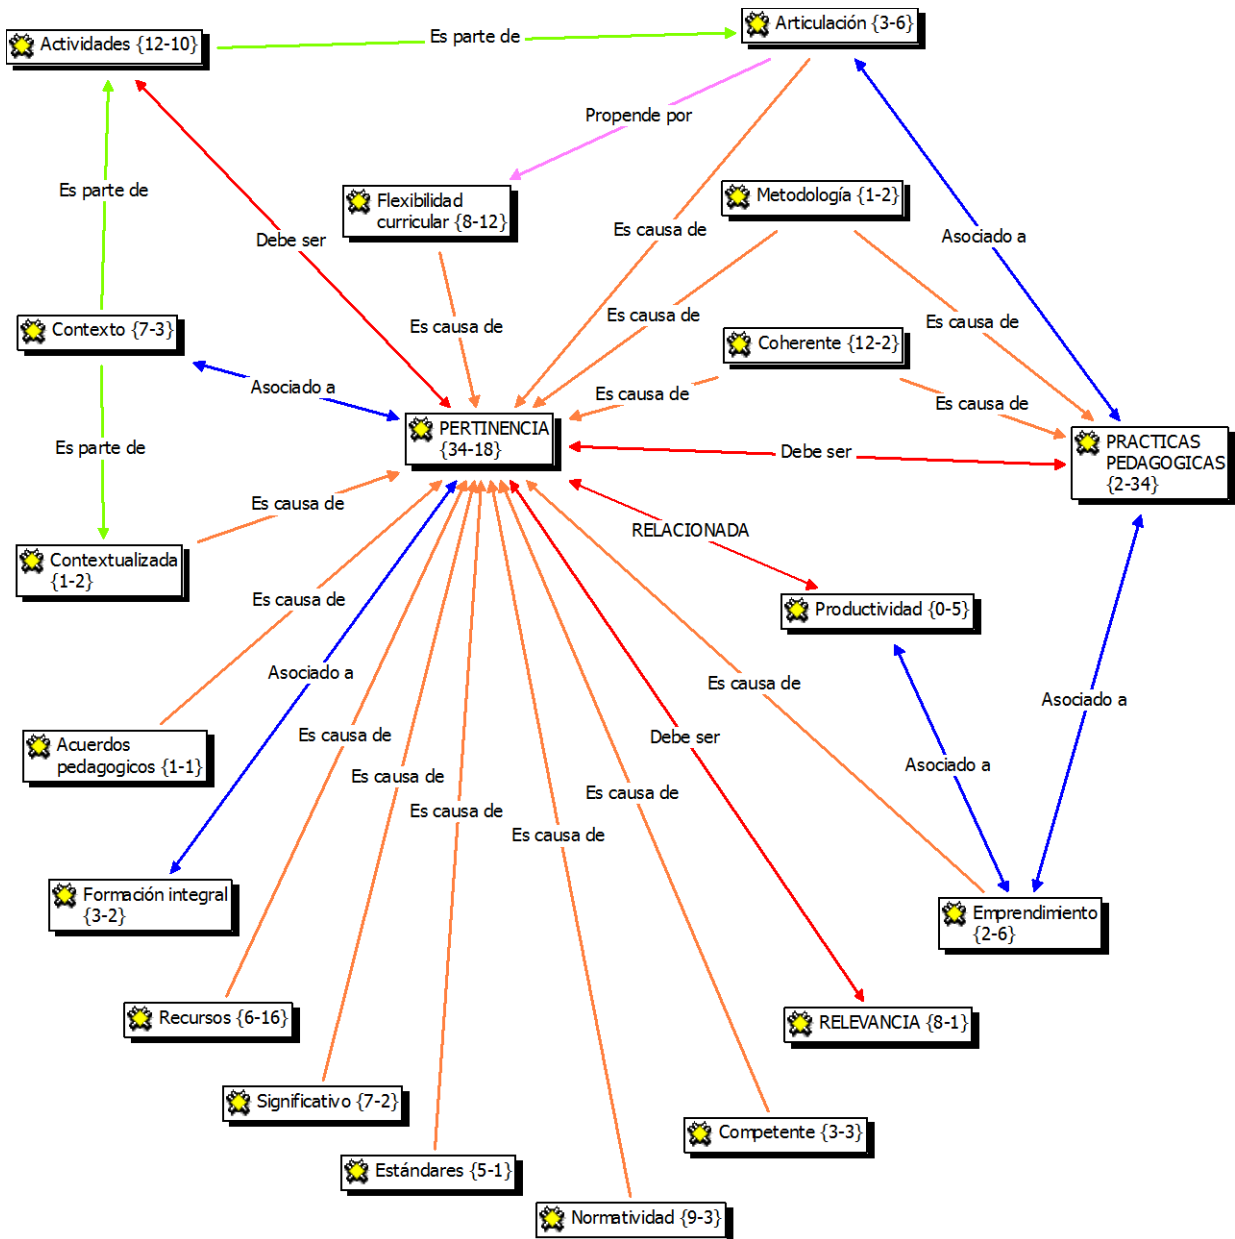 Actividades {12-10}
Es parte de
Articulación {3-6}
Propende por
Es parte de
Flexibilidad
curricular {8-12}
Metodología {1-2}
Es causa de
Debe ser
Asociado a
Contexto {7-3}
Es causa de
Es causa de
Es causa de
Coherente {12-2}
Asociado a
Es causa de
Es causa de
PERTINENCIA
{34-18}
Es parte de
Debe ser
PRACTICAS
PEDAGOGICAS
{2-34}
Es causa de
RELACIONADA
Contextualizada
{1-2}
Es causa de
Productividad {0-5}
Asociado a
Es causa de
Asociado a
Acuerdos
pedagogicos {1-1}
Es causa de
Debe ser
Asociado a
Es causa de
Es causa de
Es causa de
Es causa de
Formación integral
{3-2}
Emprendimiento
{2-6}
Recursos {6-16}
RELEVANCIA {8-1}
Significativo {7-2}
Competente {3-3}
Estándares {5-1}
Normatividad {9-3}